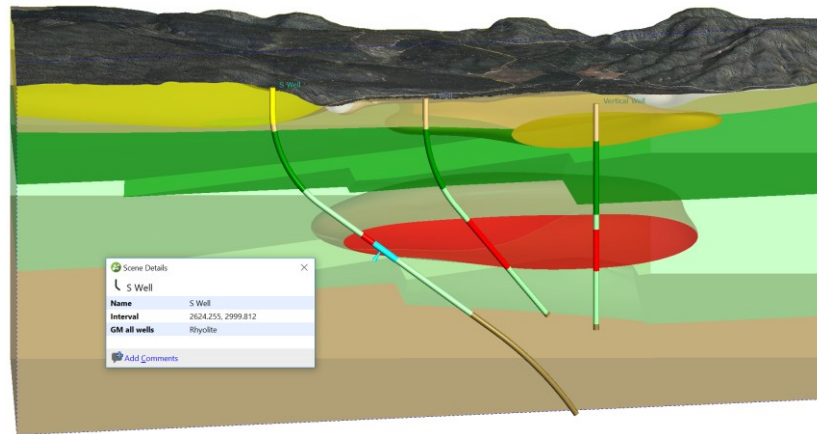 S Well
Vertical Well
Scene Details
S Well
Name S Well
Interval 2624.255, 2999.812
GM all wells Rhyolite
Add Comments